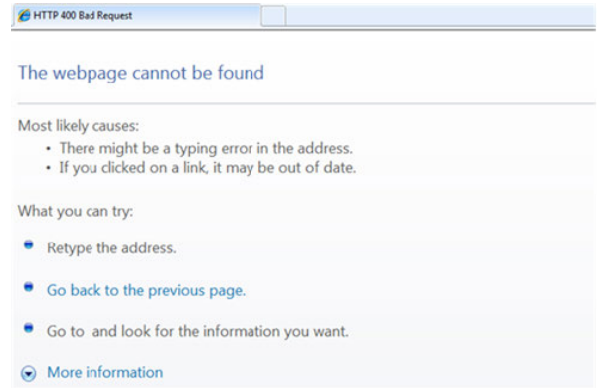 HTTP 400 Bad Request
The webpage cannot be found
Most likely causes:
• There might be a typing error in the address.
• If you clicked on a link, it may be out of date.
What you can try:
Retype the address.
Go back to the previous page.
Go to and look for the information you want.
More information